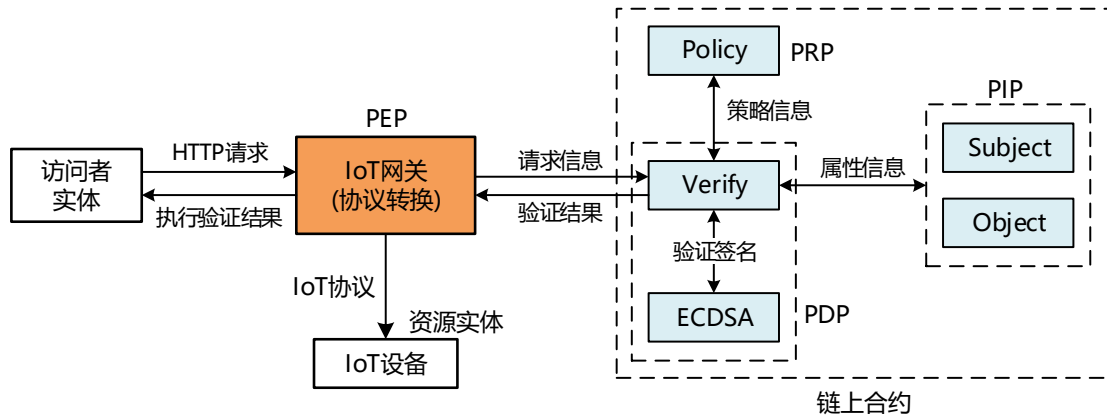 Policy
PRP
PIP
策略信息
PEP
HTTP请求
访问者
实体
执行验证结果
IoT网关
(协议转换)
请求信息
验证结果
Verify
属性信息
Subject
Object
验证签名
IoT协议
ECDSA
PDP
资源实体
IoT设备
链上合约